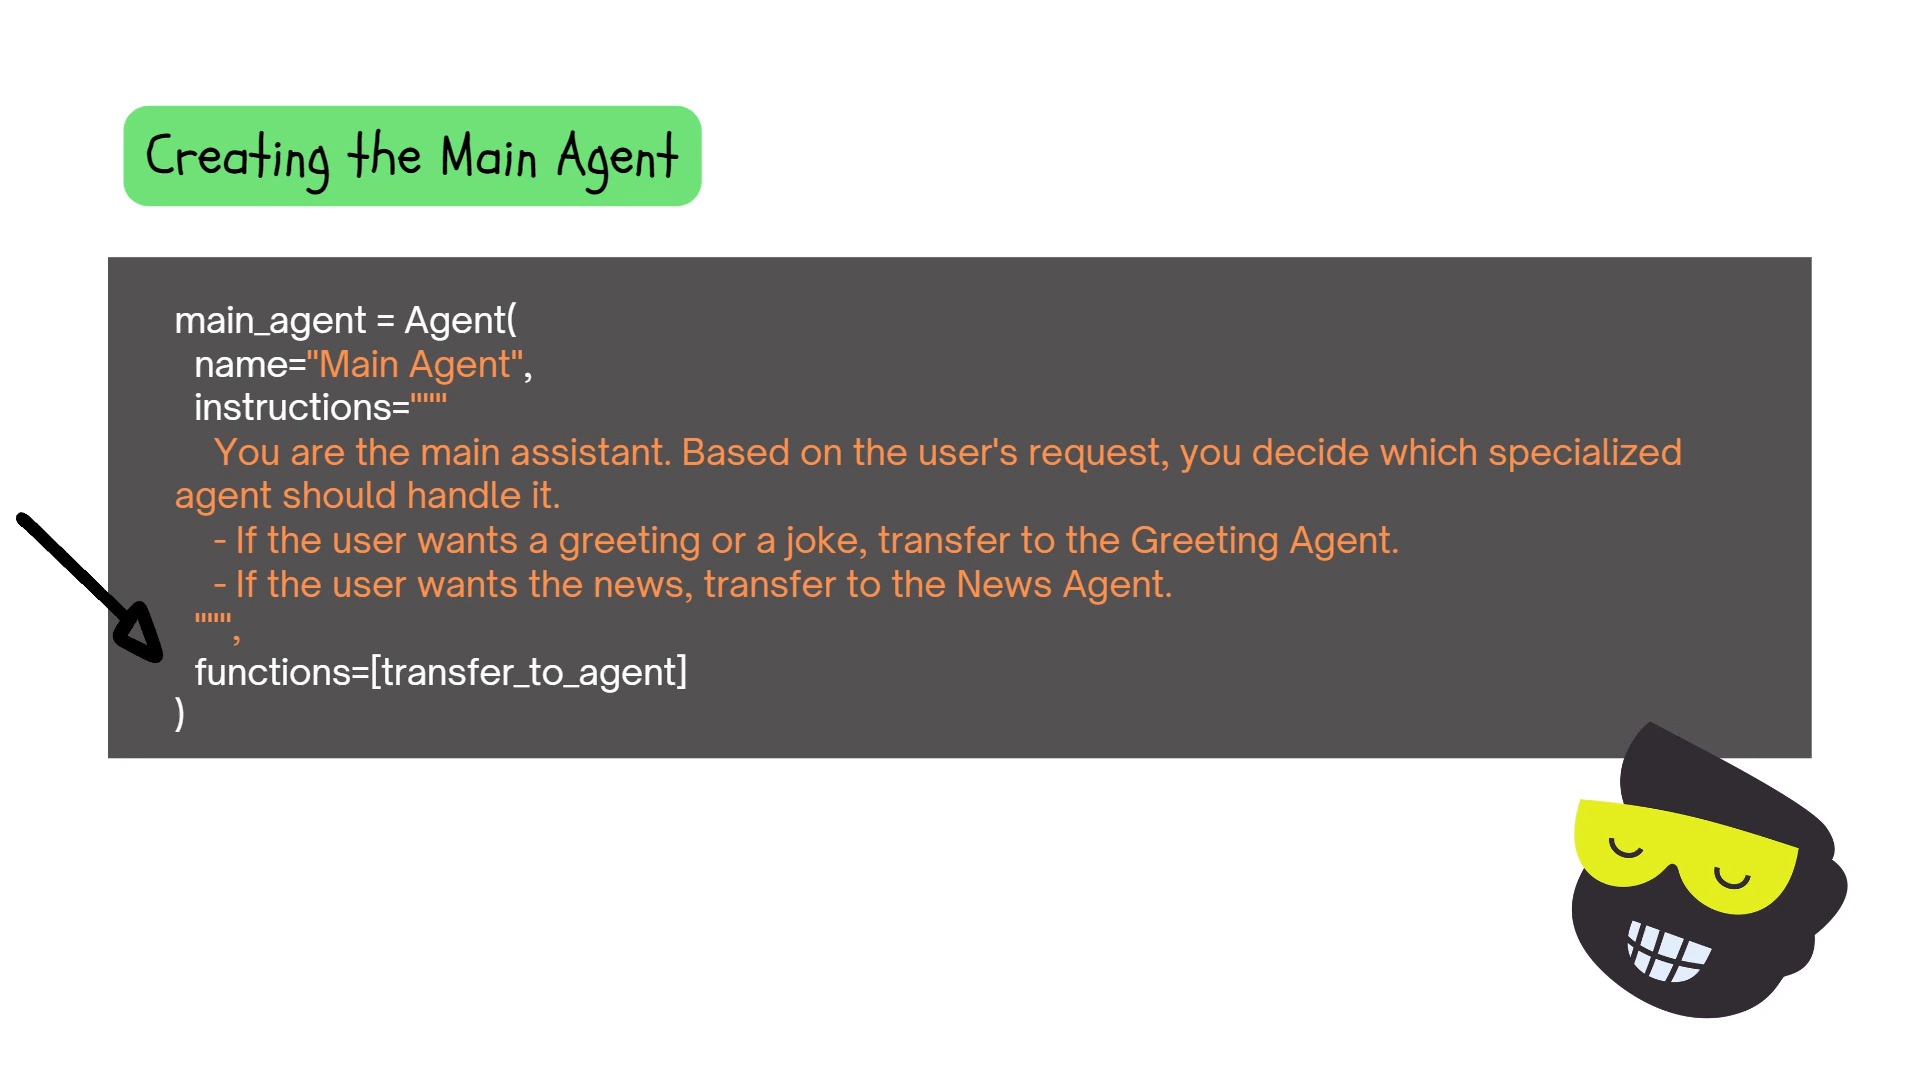 Creating the Main Agent
main_agent = Agent(
name="Main Agent",
instructions="""
You are the main assistant. Based on the user's request, you decide which specialized
agent should handle it.
- If the user wants a greeting or a joke, transfer to the Greeting Agent.
- If the user wants the news, transfer to the News Agent.
""",
functions=[transfer_to_agent]
)